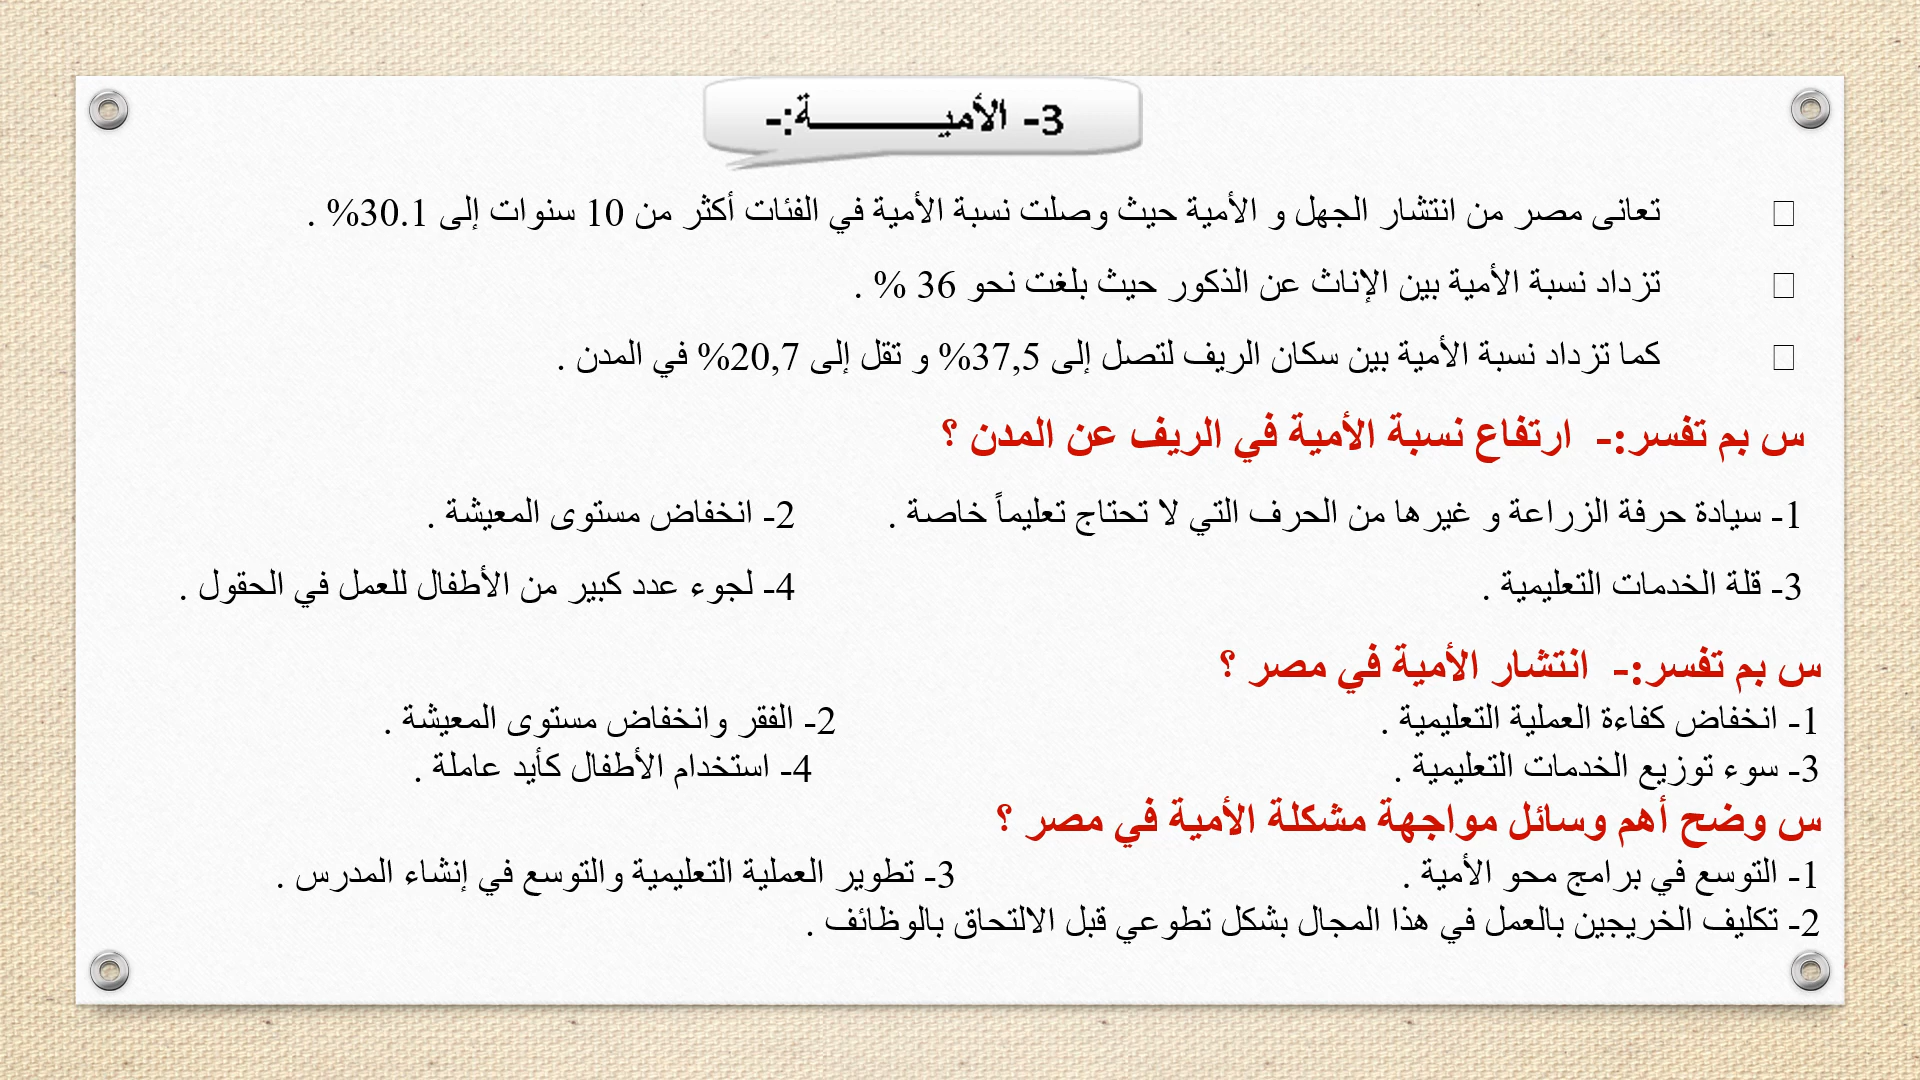 3- الأميـــــــــــــة:-
تعانى مصر من انتشار الجهل و الأمية حيث وصلت نسبة الأمية في الفئات أكثر من 10 سنوات إلى 30.1% .
تزداد نسبة الأمية بين الإناث عن الذكور حيث بلغت نحو 36 % .
كما تزداد نسبة الأمية بين سكان الريف لتصل إلى 37,5% و تقل إلى 20,7% في المدن .
س بم تفسر:- ارتفاع نسبة الأمية في الريف عن المدن ؟
1- سيادة حرفة الزراعة و غيرها من الحرف التي لا تحتاج تعليماً خاصة . 2- انخفاض مستوى المعيشة .
3- قلة الخدمات التعليمية . 4- لجوء عدد كبير من الأطفال للعمل في الحقول .
س بم تفسر:- انتشار الأمية في مصر ؟
1- انخفاض كفاءة العملية التعليمية . 2- الفقر وانخفاض مستوى المعيشة .
3- سوء توزيع الخدمات التعليمية . 4- استخدام الأطفال كأيد عاملة .
س وضح أهم وسائل مواجهة مشكلة الأمية في مصر ؟
1- التوسع في برامج محو الأمية . 3- تطوير العملية التعليمية والتوسع في إنشاء المدرس .
2- تكليف الخريجين بالعمل في هذا المجال بشكل تطوعي قبل الالتحاق بالوظائف .